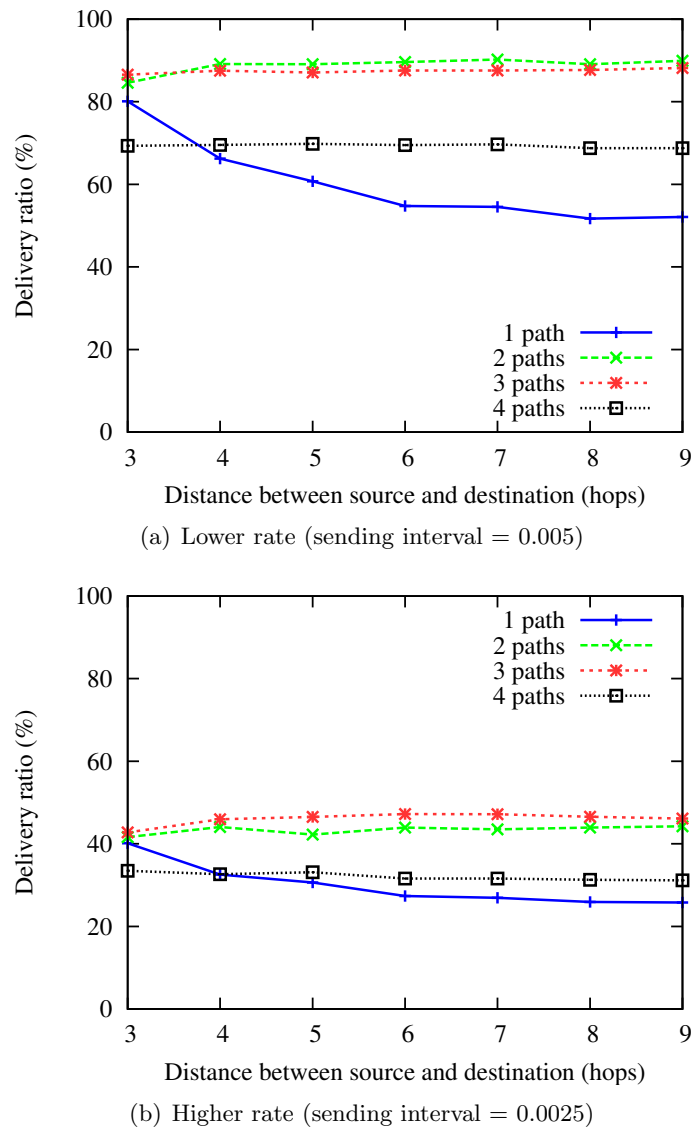 100
80
60
40
20
0
Delivery ratio (%)
1 path
2 paths
3 paths
4 paths
3 4 5 6 7 8 9
Distance between source and destination (hops)
(a) Lower rate (sending interval = 0.005)
100
80
60
40
20
0
Delivery ratio (%)
1 path
2 paths
3 paths
4 paths
3 4 5 6 7 8 9
Distance between source and destination (hops)
(b) Higher rate (sending interval = 0.0025)